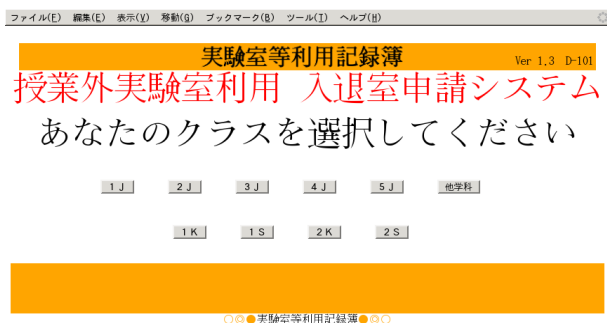 ファイル(F) 編集(E) 表示(V) 移動(G) ブックマーク(B) ツール(T) ヘルプ(H)
実験室等利用記録簿 Ver 1.3 D-101
授業外実験室利用 入退室申請システム
あなたのクラスを選択してください
1J 2J 3J 4J 5J 他学科
1K 1S 2K 2S
○◎●実験室等利用記録簿●◎○